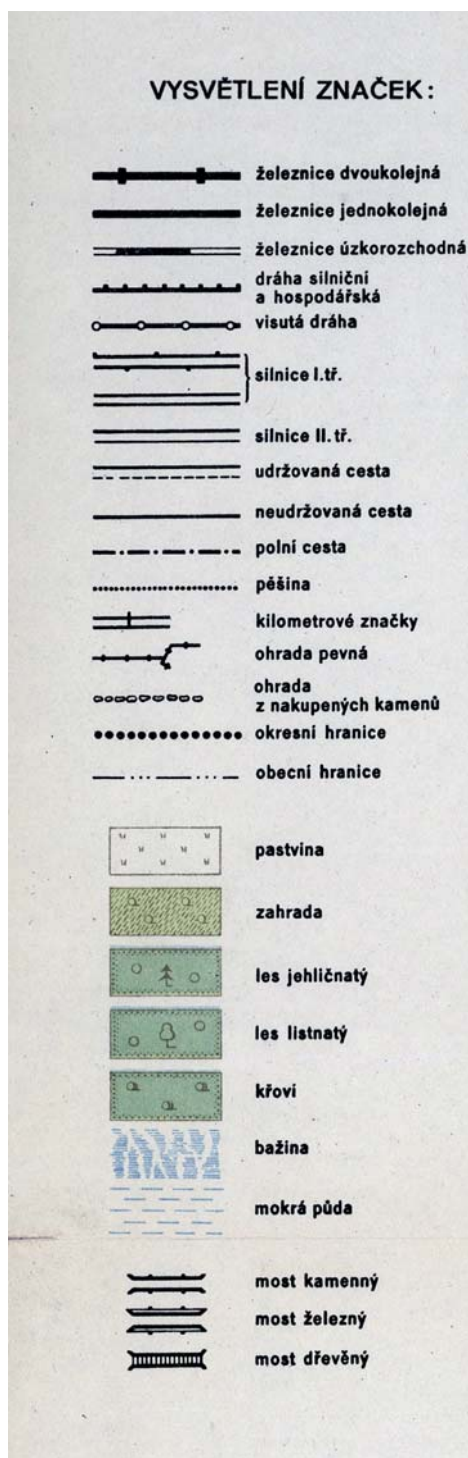 VYSVĚTLENÍ ZNAČEK:
železnice dvoukolejná
železnice jednokolejná
železnice úzkorozchodná
dráha silniční
a hospodářská
visutá dráha
silnice I.tř.
silnice II.tř.
udržovaná cesta
neudržovaná cesta
polní cesta
pěšina
kilometrové značky
ohrada pevná
ohrada
z nakupených kamenů
okresní hranice
obecní hranice
pastvina
zahrada
les jehličnatý
les listnatý
křoví
bažina
mokrá půda
most kamenný
most železný
most dřevěný